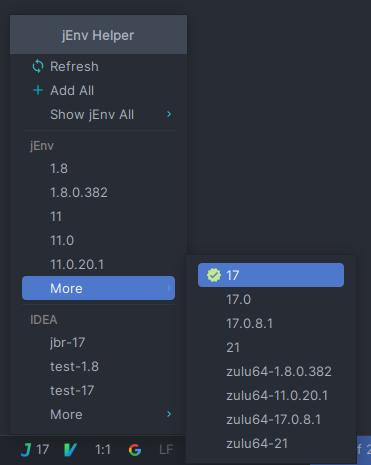 jEnv Helper
Refresh
Add All
Show jEnv All
jEnv
1.8
1.8.0.382
11
11.0
11.0.20.1
More
17
17.0
17.0.8.1
21
zulu64-1.8.0.382
zulu64-11.0.20.1
zulu64-17.0.8.1
zulu64-21
IDEA
jbr-17
test-1.8
test-17
More
J 17 1:1 G LF f 2